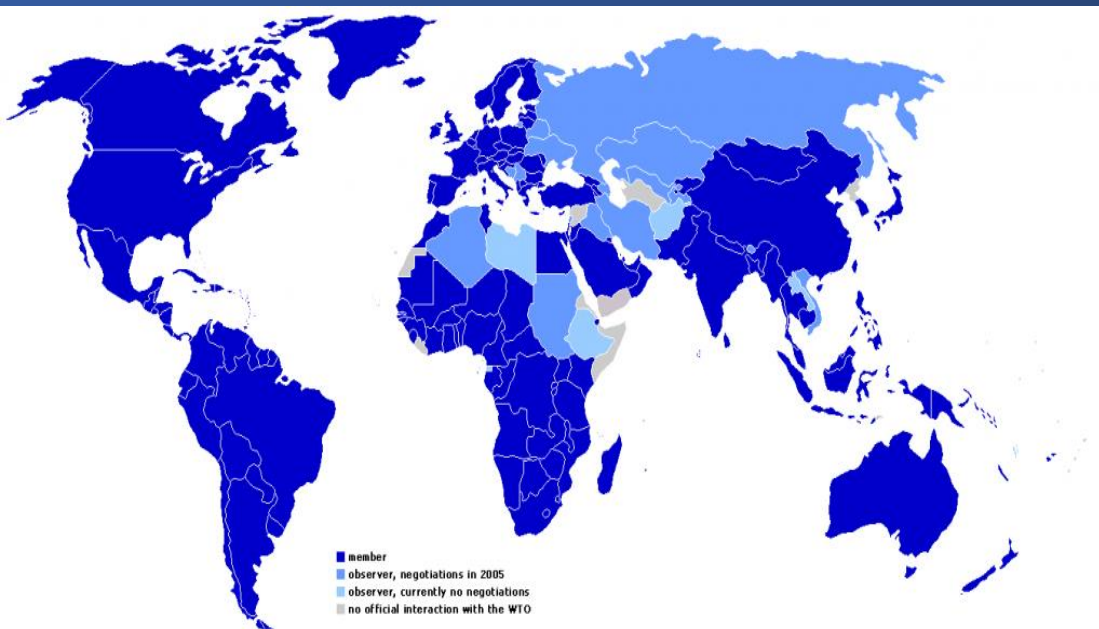 member
observer, negotiations in 2005
observer, currently no negotiations
no official interaction with the WTO